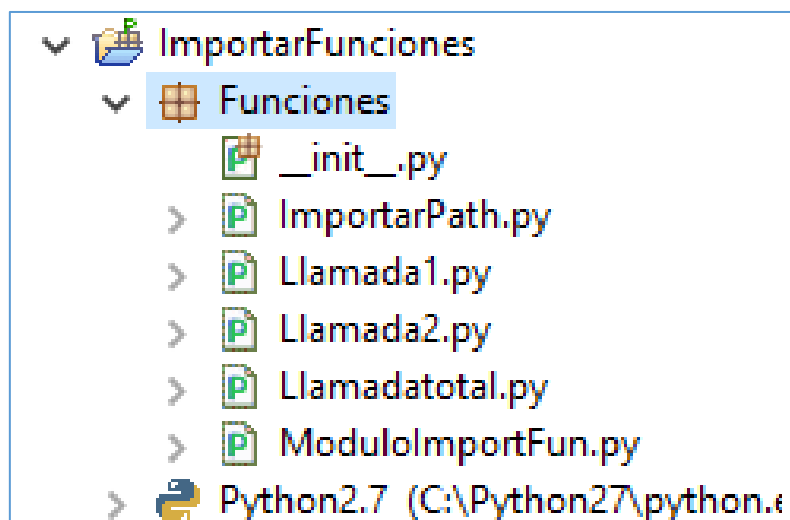 ImportarFunciones
Funciones
__init__.py
ImportarPath.py
Llamada1.py
Llamada2.py
Llamadatotal.py
ModuloImportFun.py
Python2.7 (C:\Python27\python.e